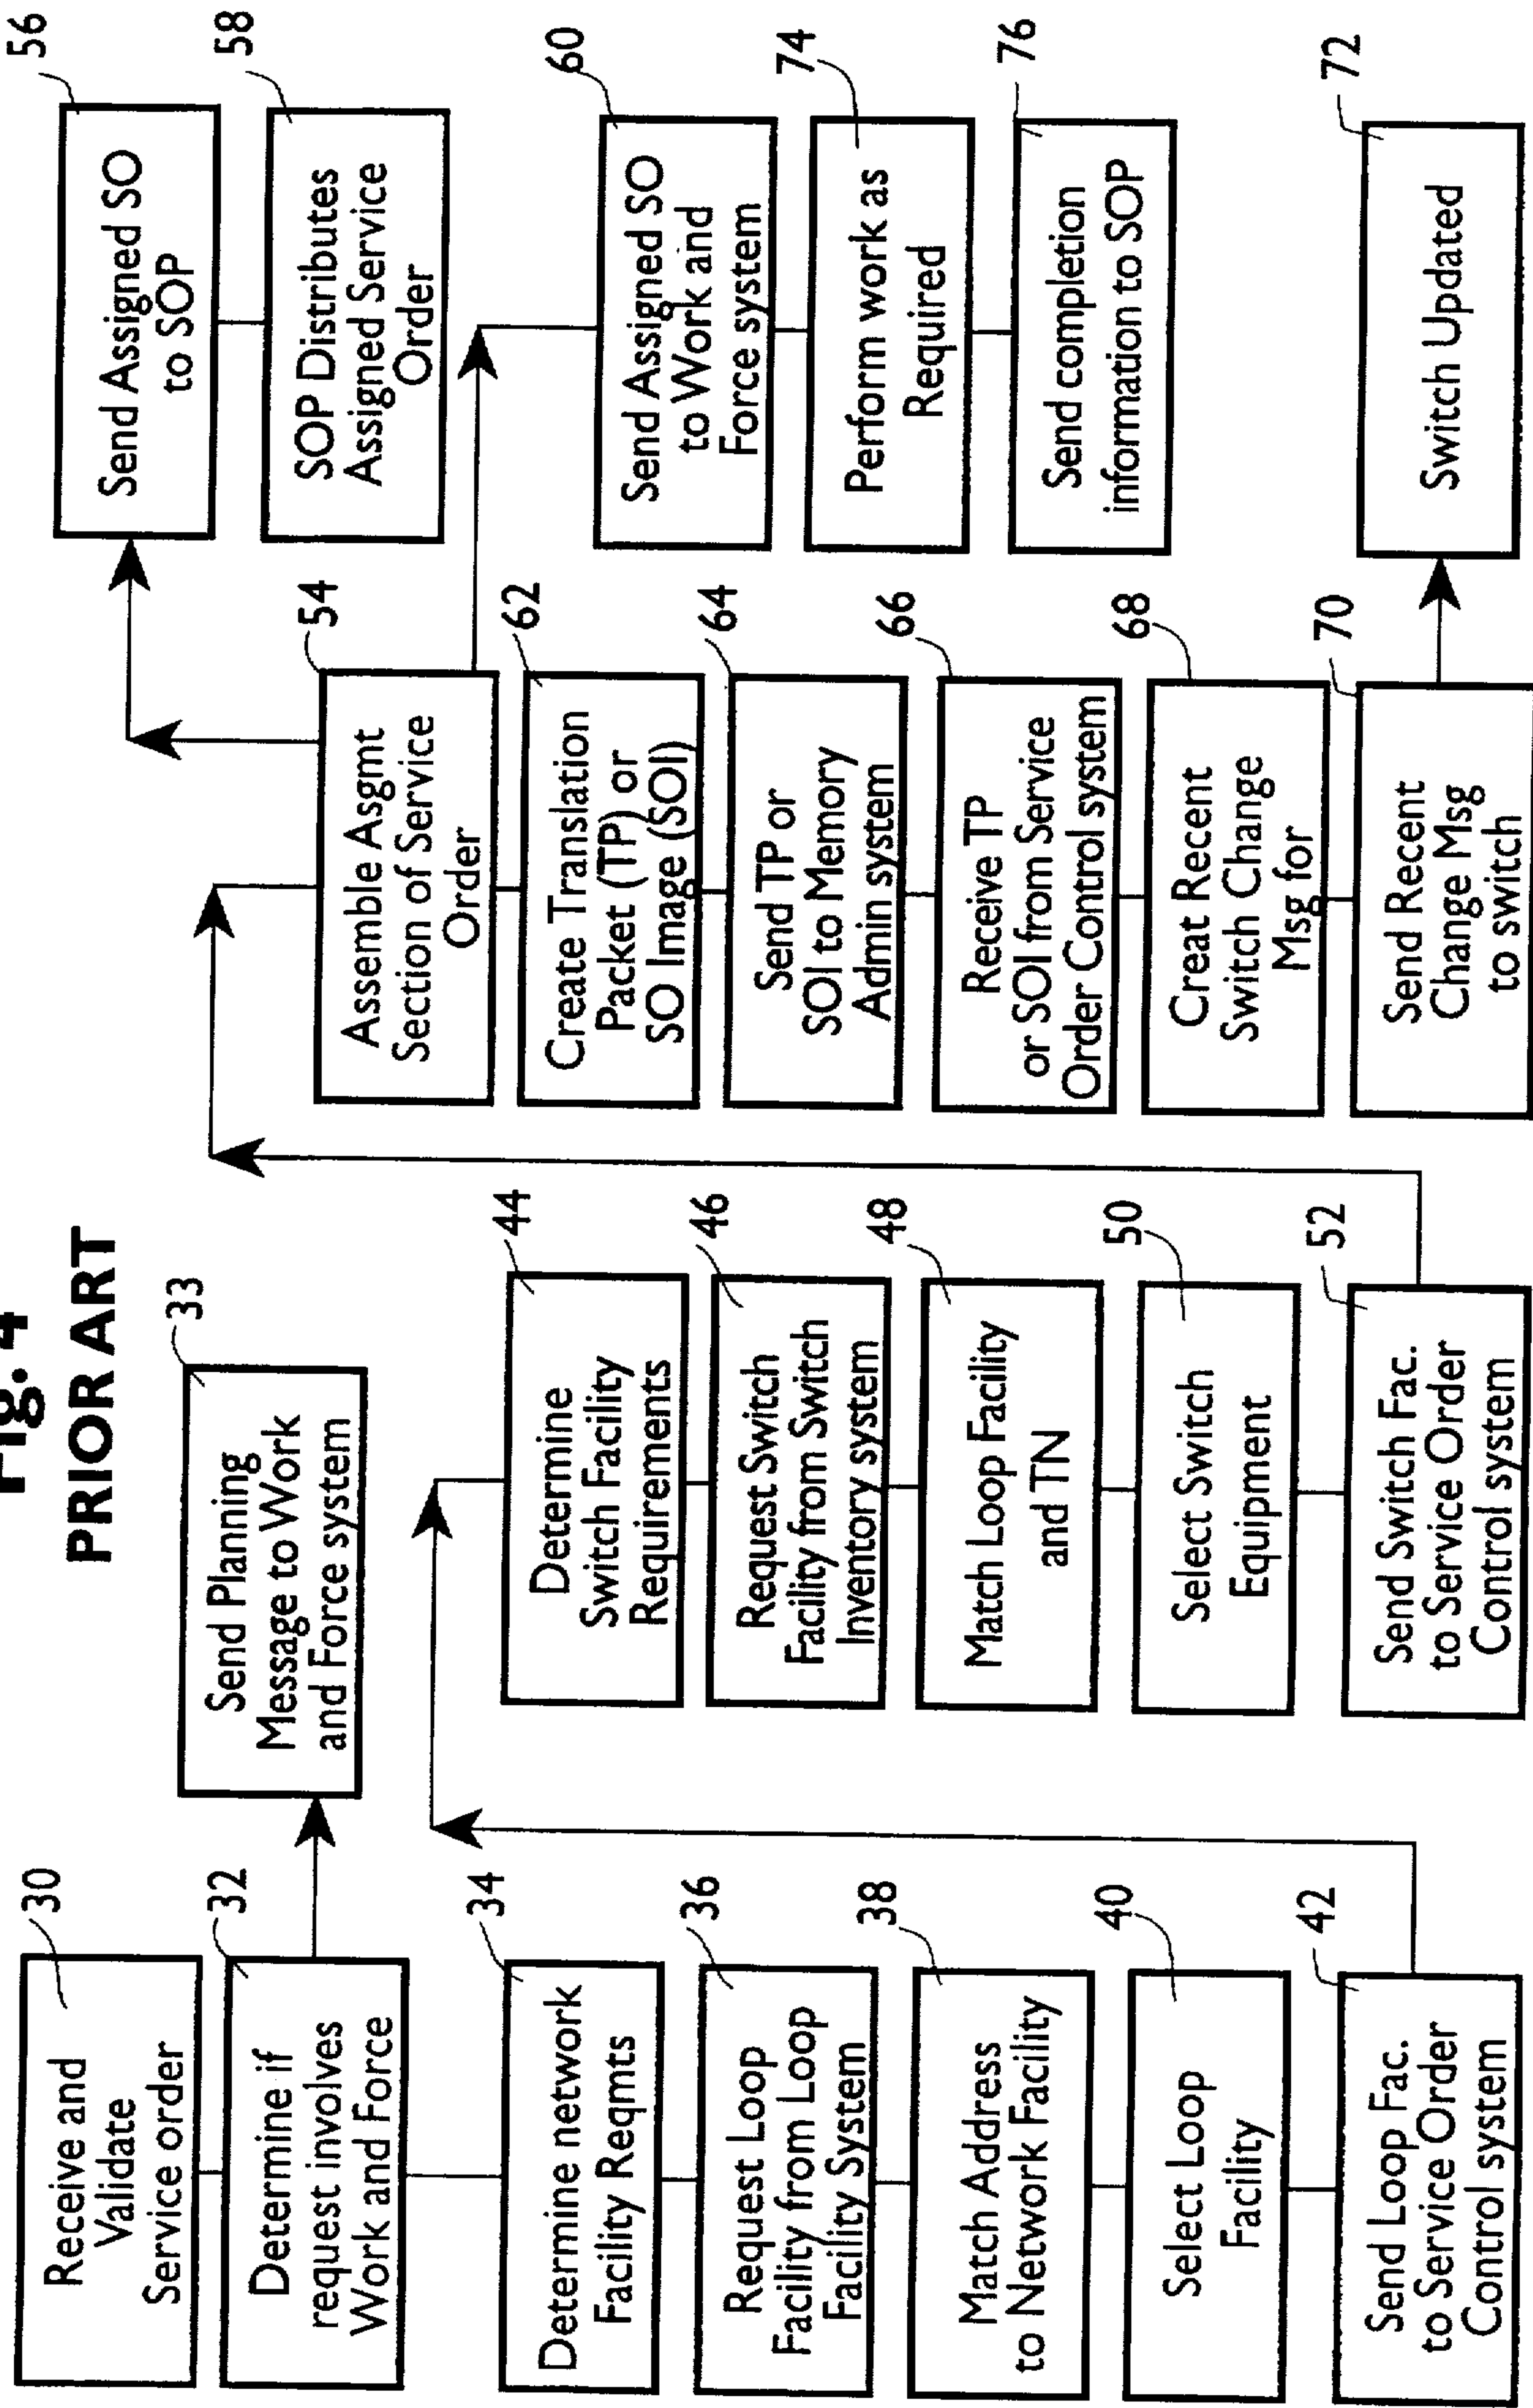 Fig. 4
PRIOR ART
30
Receive and
Validate
Service order
32
Determine if
request involves
Work and Force
33
Send Planning
Message to Work
and Force system
34
Determine network
Facility Reqmts
36
Request Loop
Facility from Loop
Facility System
38
Match Address
to Network Facility
40
Select Loop
Facility
42
Send Loop Fac.
to Service Order
Control system
44
Determine
Switch Facility
Requirements
46
Request Switch
Facility from Switch
Inventory system
48
Match Loop Facility
and TN
50
Select Switch
Equipment
52
Send Switch Fac.
to Service Order
Control system
54
Assemble Asgmt
Section of Service
Order
62
Create Translation
Packet (TP) or
SO Image (SOI)
64
Send TP or
SOI to Memory
Admin system
66
Receive TP
or SOI from Service
Order Control system
68
Creat Recent
Switch Change
Msg for
70
Send Recent
Change Msg
to switch
56
Send Assigned SO
to SOP
58
SOP Distributes
Assigned Service
Order
60
Send Assigned SO
to Work and
Force system
74
Perform work as
Required
76
Send completion
information to SOP
72
Switch Updated